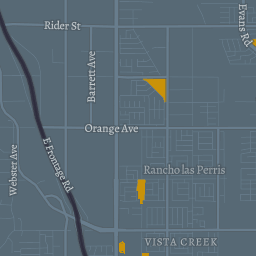 Rider St
Evans Rd
Barrett Ave
Orange Ave
E Frontage Rd
Webster Ave
Rancho las Perris
VISTA CREEK